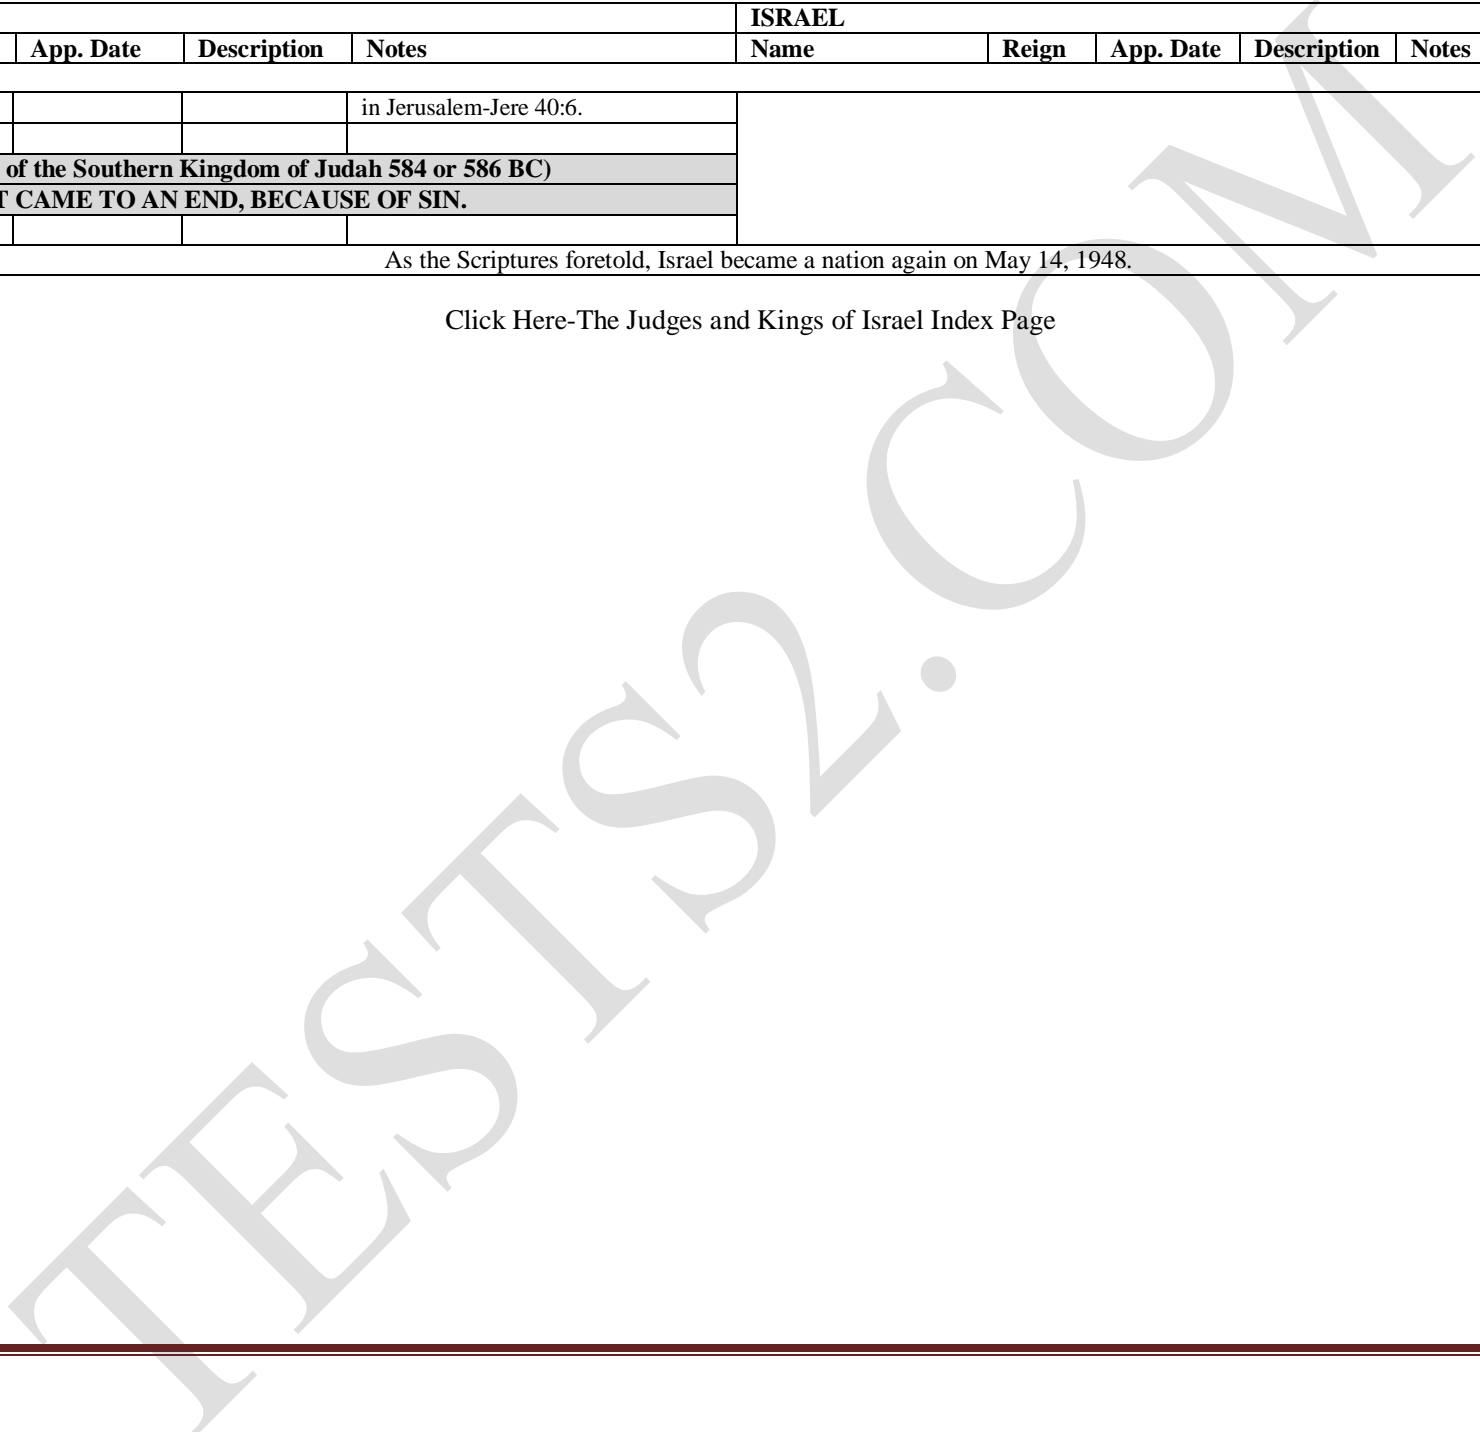 ISRAEL
App. Date Description Notes Name Reign App. Date Description Notes
in Jerusalem-Jere 40:6.
of the Southern Kingdom of Judah 584 or 586 BC)
T CAME TO AN END, BECAUSE OF SIN.
As the Scriptures foretold, Israel became a nation again on May 14, 1948.
Click Here-The Judges and Kings of Israel Index Page
TESTS2.COM